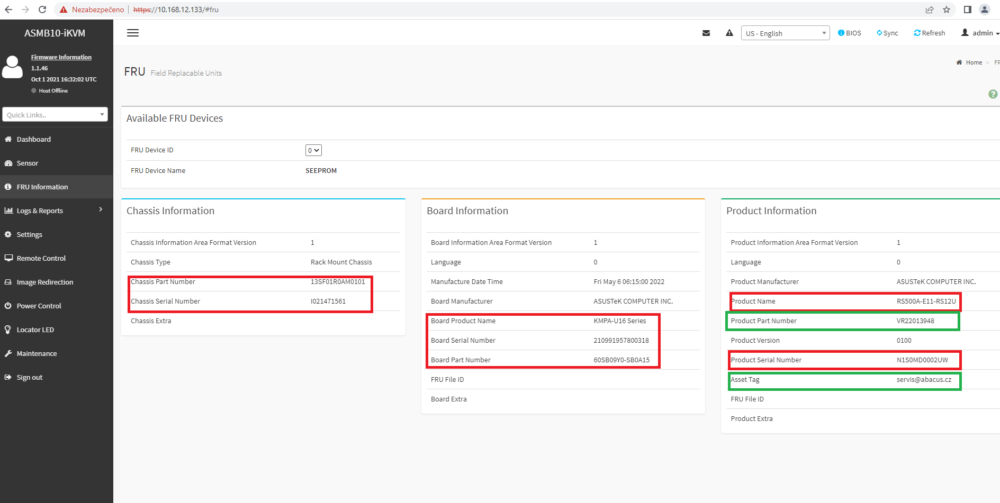 Nezabezpečeno https://10.168.12.133/#fru
ASMB10-iKVM
US - English
BIOS
Sync
Refresh
admin
Firmware Information
1.1.46
Oct 1 2021 16:32:02 UTC
Host Offline
Quick Links..
Dashboard
Sensor
FRU Information
Logs & Reports
Settings
Remote Control
Image Redirection
Power Control
Locator LED
Maintenance
Sign out
FRU Field Replacable Units
Home > FR
Available FRU Devices
FRU Device ID 0
FRU Device Name SEEPROM
Chassis Information
Chassis Information Area Format Version 1
Chassis Type Rack Mount Chassis
Chassis Part Number 13SF01R0AM0101
Chassis Serial Number I021471561
Chassis Extra
Board Information
Board Information Area Format Version 1
Language 0
Manufacture Date Time Fri May 6 06:15:00 2022
Board Manufacturer ASUSTeK COMPUTER INC.
Board Product Name KMPA-U16 Series
Board Serial Number 210991957800318
Board Part Number 60SB09Y0-SB0A15
FRU File ID
Board Extra
Product Information
Product Information Area Format Version 1
Language 0
Product Manufacturer ASUSTeK COMPUTER INC.
Product Name RS500A-E11-RS12U
Product Part Number VR22013948
Product Version 0100
Product Serial Number N1S0MD0002UW
Asset Tag servis@abacus.cz
FRU File ID
Product Extra